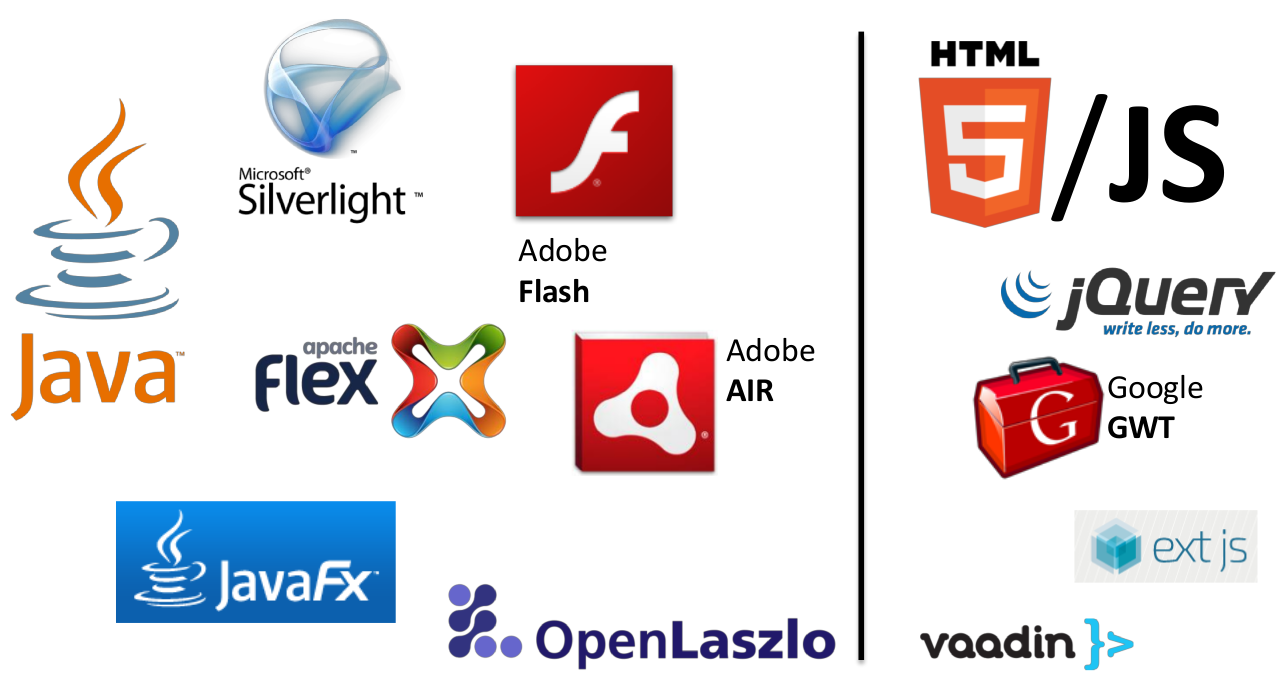 Java™
Microsoft®
Silverlight™
Adobe
Flash
apache
flex
Adobe
AIR
JavaFx™
OpenLaszlo
HTML
5/JS
jQuery
write less, do more.
G
Google
GWT
ext js
vaadin }>